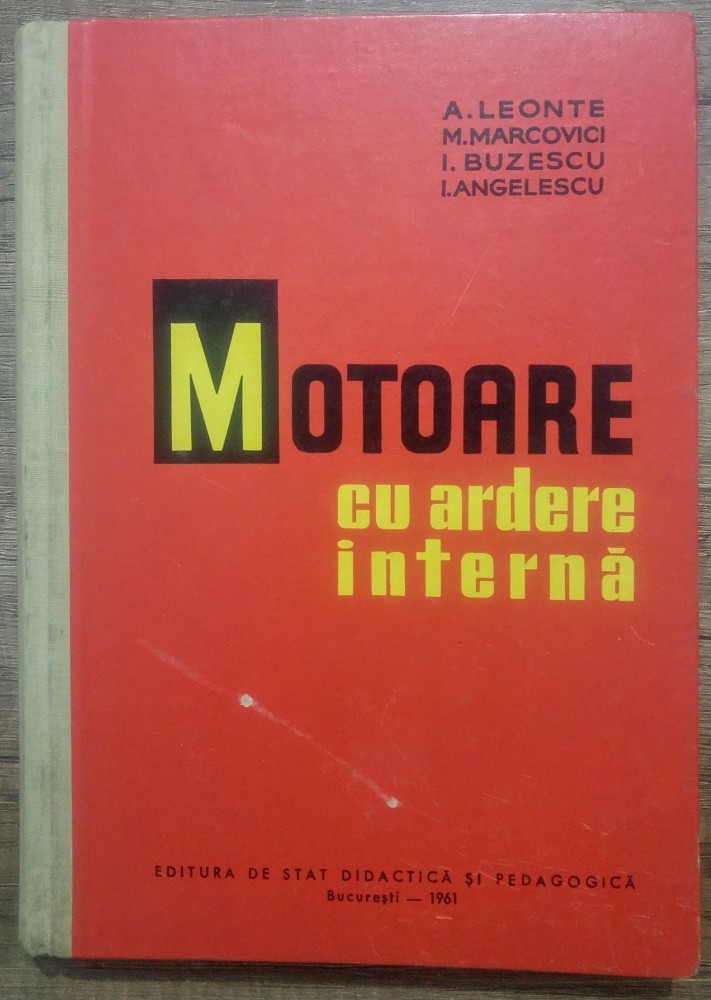 A. LEONTE
M. MARCOVICI
I. BUZESCU
I. ANGELESCU
MOTOARE
cu ardere
internă
EDITURA DE STAT DIDACTICĂ ȘI PEDAGOGICĂ
București — 1961